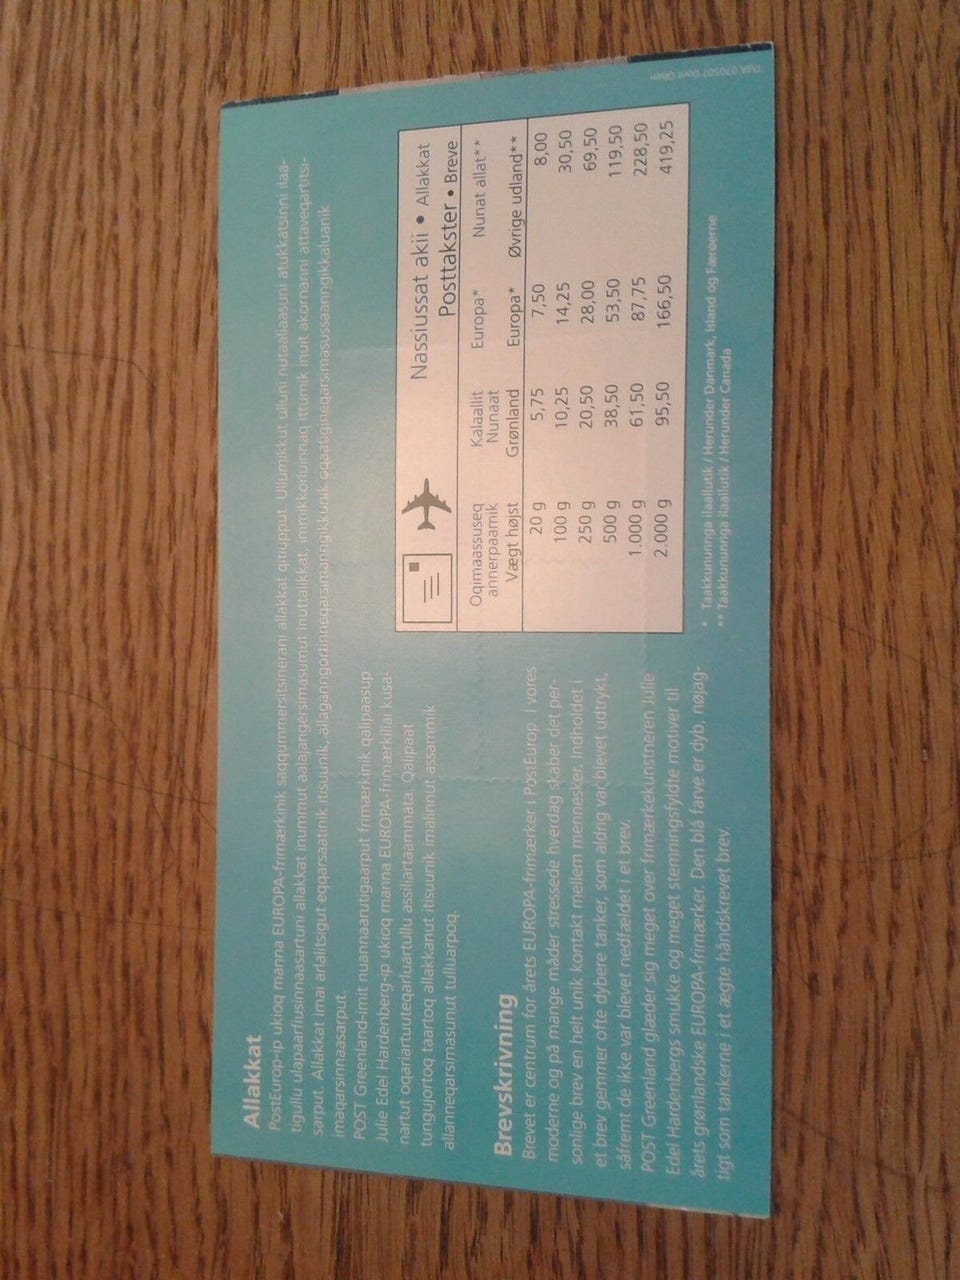 Allakkat
PostEurop-ip ukioq manna EUROPA-frimærkinik saqqummersitsinerani allakkat qitiupput. Ullumikkut ulluni nutaaliaasuni atukkatsinni ilaa-
tigullu ulapaarfiusinnaasartuni allakkat inummut aalajangersimasumut inuttalikkat, immikkorluinnaq ittumik inuit akornanni attaveqartitsi-
sarput. Allakkat imai arlaitsigut eqqarsaatinik itisuunik, allaganngortinneqarsimanngikkunik oqaatigineqarsimasussaanngikkaluanik
imaqarsinnaasarput.
POST Greenland-imit nuannaarutigaarput frimærkinik qalipaasup
Julie Edel Hardenberg-ip ukioq manna EUROPA-frimærkiliai kusa-
nartut oqariartuuteqarluartullu assiliartaammata. Qalipaat
tungujortoq taartoq allakkanut itisuunik imalinnut assammik
allanneqarsimasunut tulluarpoq.
Brevskrivning
Brevet er centrum for årets EUROPA-frimærker i PostEurop. I vores
moderne og på mange måder stressede hverdag skaber det per-
sonlige brev en helt unik kontakt mellem mennesker. Indholdet i
et brev gemmer ofte dybere tanker, som aldrig var blevet udtrykt,
såfremt de ikke var blevet nedfældet i et brev.
POST Greenland glæder sig meget over frimærkekunstneren Julie
Edel Hardenbergs smukke og meget stemningsfyldte motiver til
årets grønlandske EUROPA-frimærker. Den blå farve er dyb, nøjag-
tigt som tankerne i et ægte håndskrevet brev.
Nassiussat akii • Allakkat
Posttakster • Breve
Oqimaassuseq Kalaallit Europa* Nunat allat**
annerpaamik Nunaat
Vægt højst Grønland Europa* Øvrige udland**
20 g 5,75 7,50 8,00
100 g 10,25 14,25 30,50
250 g 20,50 28,00 69,50
500 g 38,50 53,50 119,50
1.000 g 61,50 87,75 228,50
2.000 g 95,50 166,50 419,25
* Taakkununnga ilaallutik / Herunder Danmark, Island og Færøerne
** Taakkununnga ilaallutik / Herunder Canada
TMA 070507 Dorit Olsen